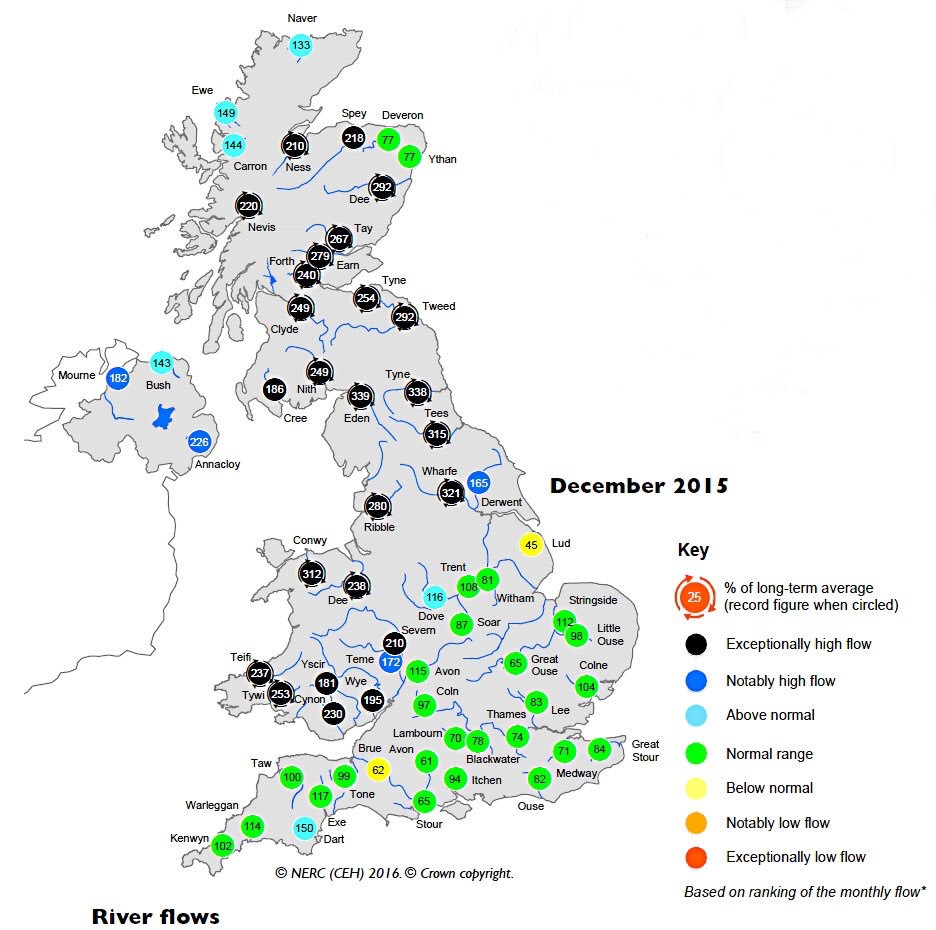 Naver
133
Ewe
149
Spey
Deveron
218
77
144
210
77
Ythan
Carron
Ness
292
Dee
220
Nevis
Tay
267
279
Forth
Earn
240
Tyne
254
249
Tweed
292
Clyde
143
Mourne
182
Bush
249
186
Nith
Cree
Tyne
339
338
Eden
Tees
315
226
Annacloy
Wharfe
321
165
Derwent
280
Ribble
December 2015
45
Lud
Conwy
312
238
Dee
Trent
108
81
Witham
116
Dove
87
Soar
Stringside
112
98
Little
Ouse
Severn
210
Teme
172
115
Avon
65
Great
Ouse
Colne
104
Teifi
237
Yscir
181
Wye
Tywi
253
Cynon
195
230
Coln
97
83
Lee
Thames
Lambourn
70
78
74
Blackwater
71
84
Great
Stour
Medway
Brue
62
Avon
61
94
Itchen
82
Ouse
Taw
100
99
Tone
117
Exe
65
Stour
Warleggan
114
150
Dart
Kenwyn
102
Key
25
% of long-term average
(record figure when circled)
Exceptionally high flow
Notably high flow
Above normal
Normal range
Below normal
Notably low flow
Exceptionally low flow
Based on ranking of the monthly flow*
© NERC (CEH) 2016. © Crown copyright.
River flows